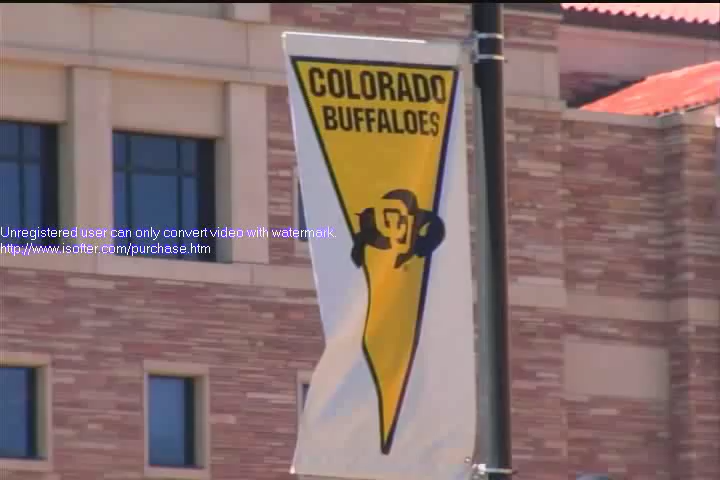 COLORADO
BUFFALOES
CU
Unregistered user can only convert video with watermark.
http://www.isofter.com/purchase.htm